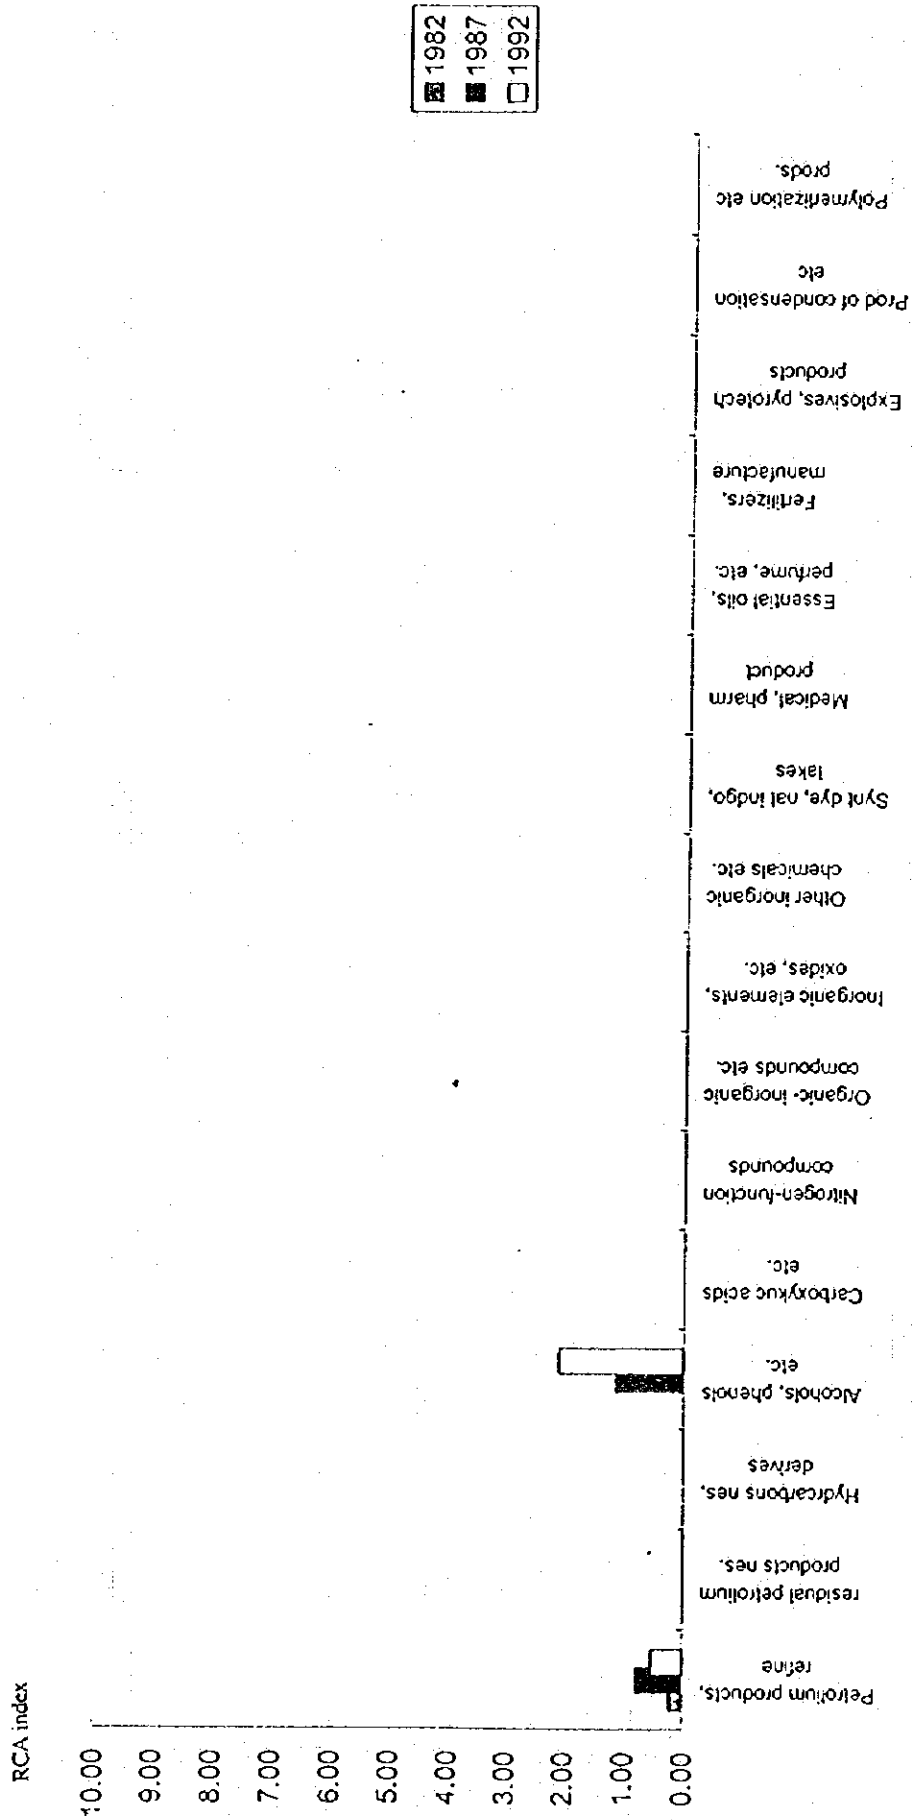 RCA index
10.00
9.00
8.00
7.00
6.00
5.00
4.00
3.00
2.00
1.00
0.00
Petrolium products,
refine
residual petrolium
products nes.
Hydrcarbons nes,
derives
Alcohols, phenols
etc.
Carboxykuc acids
etc.
Nitrogen-function
compounds
Organic- inorganic
compounds etc.
Inorganic elements,
oxides, etc.
Other inorganic
chemicals etc.
Synt dye, nat indgo,
lakes
Medical, pharm
product
Essential oils,
perfume, etc.
Fertilizers,
manufacture
Explosives, pyrotech
products
Prod of condensation
etc
Polymerization etc
prods.
1982
1987
1992